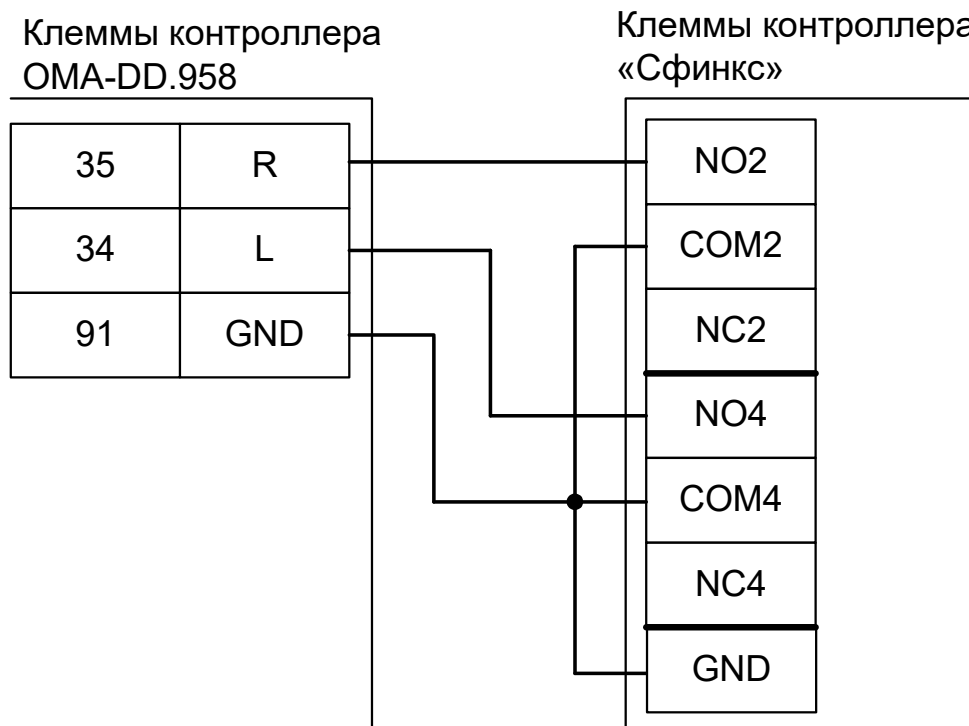 Клеммы контроллера
OMA-DD.958
35 R
34 L
91 GND
Клеммы контроллера
«Сфинкс»
NO2
COM2
NC2
NO4
COM4
NC4
GND